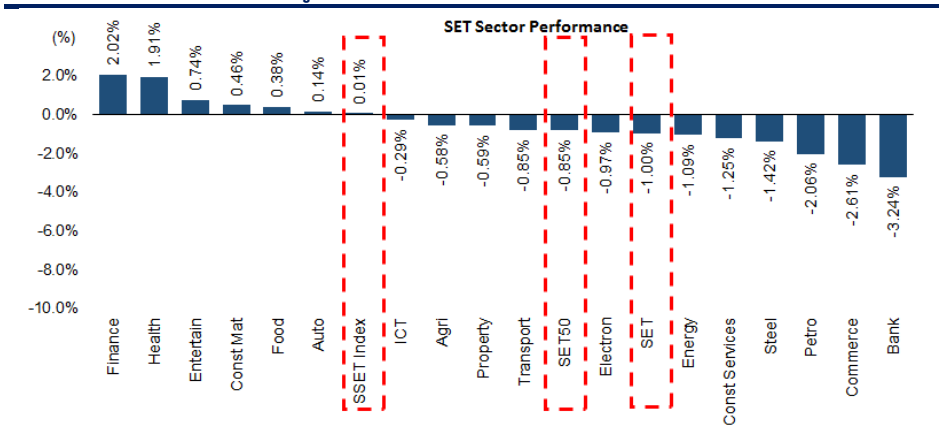 SET Sector Performance
(%)
2.0%
0.0%
-2.0%
-4.0%
-6.0%
-8.0%
-10.0%
2.02%
1.91%
0.74%
0.46%
0.38%
0.14%
0.01%
-0.29%
-0.58%
-0.59%
-0.85%
-0.85%
-0.97%
-1.00%
-1.09%
-1.25%
-1.42%
-2.06%
-2.61%
-3.24%
Finance
Health
Entertain
Const Mat
Food
Auto
SSET Index
ICT
Agri
Property
Transport
SET50
Electron
SET
Energy
Const Services
Steel
Petro
Commerce
Bank